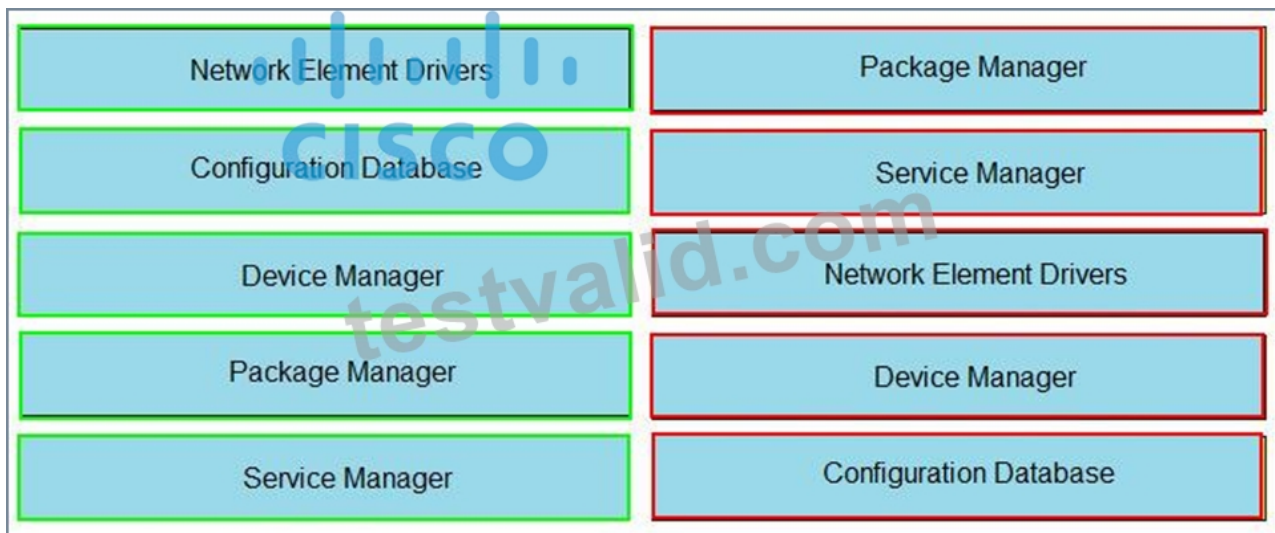 Network Element Drivers
Package Manager
CISCO
Configuration Database
Service Manager
Device Manager
Network Element Drivers
testvalid.com
Package Manager
Device Manager
Service Manager
Configuration Database